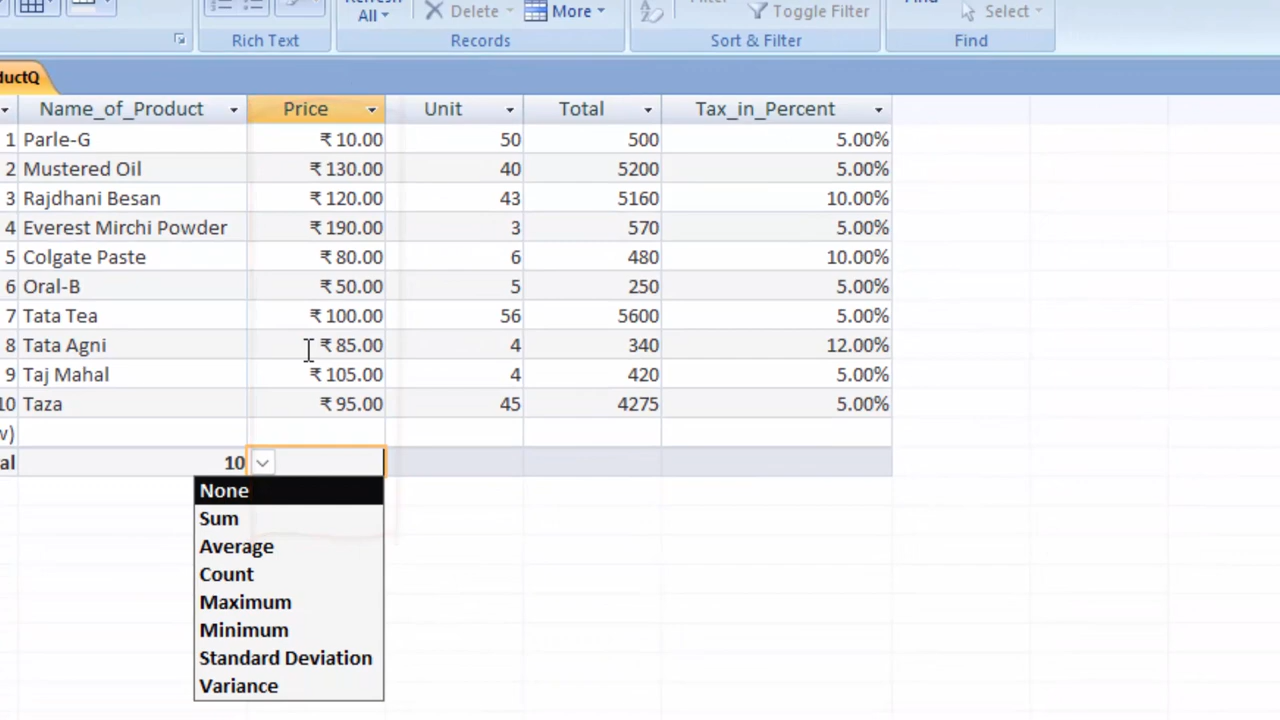 Refresh
All
Delete
More
Filter
Toggle Filter
Find
Select
Rich Text
Records
Sort & Filter
Find
ductQ
Name_of_Product Price Unit Total Tax_in_Percent
1 Parle-G ₹ 10.00 50 500 5.00%
2 Mustered Oil ₹ 130.00 40 5200 5.00%
3 Rajdhani Besan ₹ 120.00 43 5160 10.00%
4 Everest Mirchi Powder ₹ 190.00 3 570 5.00%
5 Colgate Paste ₹ 80.00 6 480 10.00%
6 Oral-B ₹ 50.00 5 250 5.00%
7 Tata Tea ₹ 100.00 56 5600 5.00%
8 Tata Agni ₹ 85.00 4 340 12.00%
9 Taj Mahal ₹ 105.00 4 420 5.00%
10 Taza ₹ 95.00 45 4275 5.00%
w)
al 10
None
Sum
Average
Count
Maximum
Minimum
Standard Deviation
Variance